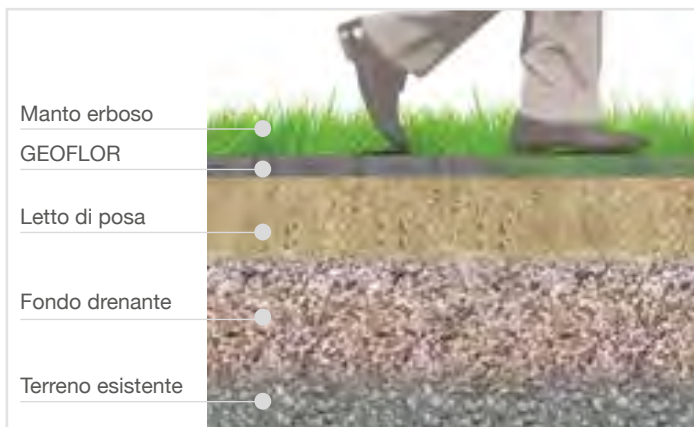 Manto erboso
GEOFLOR
Letto di posa
Fondo drenante
Terreno esistente